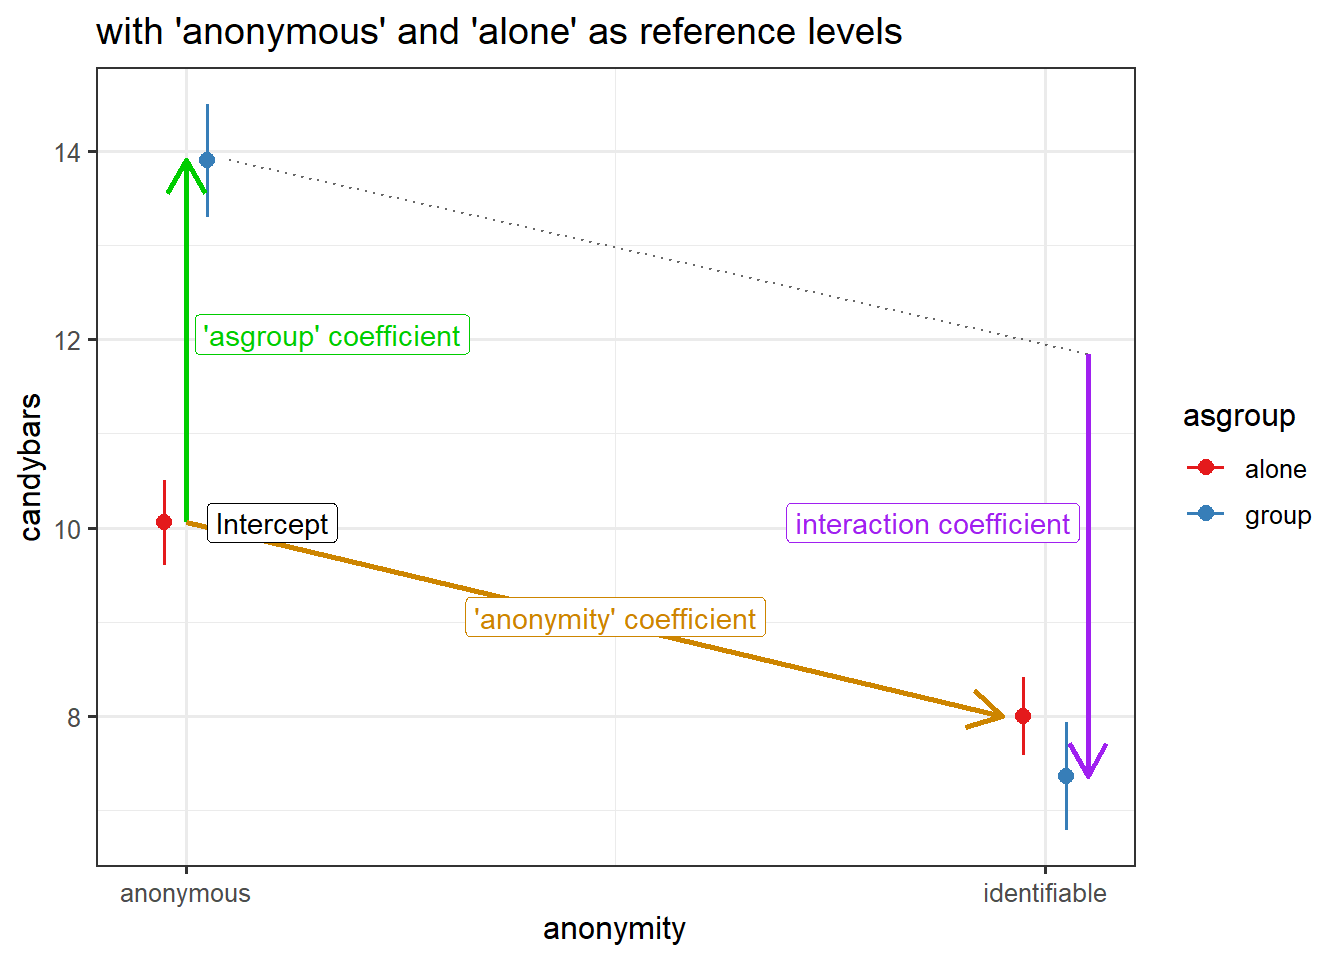 with 'anonymous' and 'alone' as reference levels
14
12
10
8
candybars
'asgroup' coefficient
Intercept
interaction coefficient
'anonymity' coefficient
anonymous
identifiable
anonymity
asgroup
alone
group